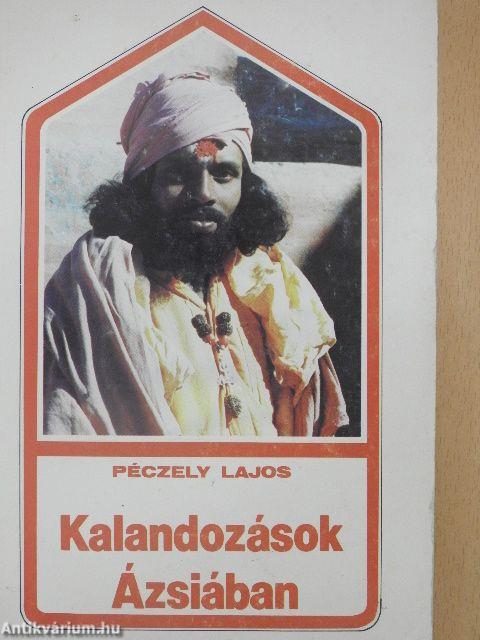 PÉCZELY LAJOS
Kalandozások
Ázsiában
Antikvárium.hu